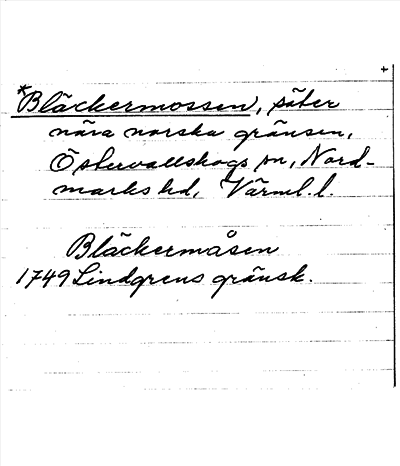 +
*Bläckermossen, säter
nära norska gränsen,
Östervallskogs sn, Nord-
marks hd, Värml. l.
Bläckermåsen
1749 Lindgrens gränsk.